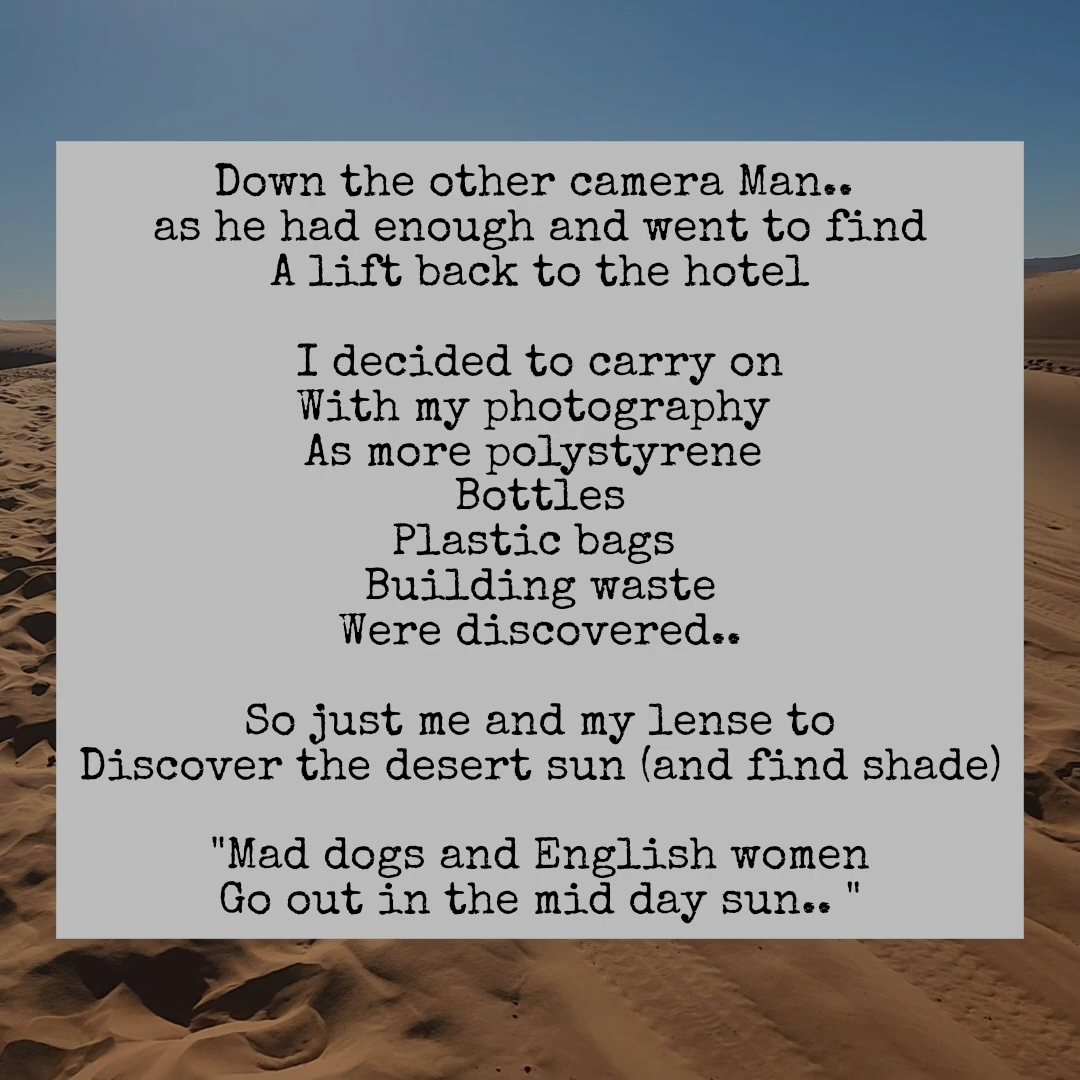 Down the other camera Man..
as he had enough and went to find
A lift back to the hotel
I decided to carry on
With my photography
As more polystyrene
Bottles
Plastic bags
Building waste
Were discovered..
So just me and my lense to
Discover the desert sun (and find shade)
"Mad dogs and English women
Go out in the mid day sun.. "